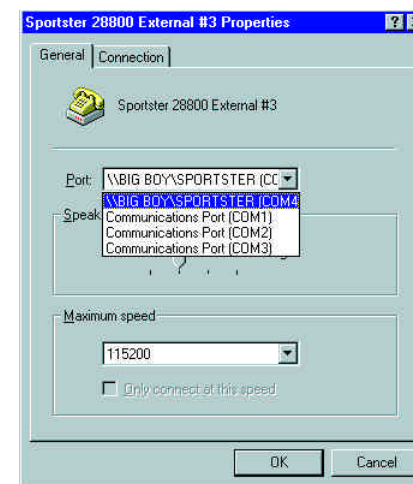 Sportster 28800 External #3 Properties
General
Connection
Sportster 28800 External #3
Port:
\\BIG BOY\SPORTSTER (CC
\\BIG BOY\SPORTSTER (COM4
Communications Port (COM1)
Speak
Communications Port (COM2)
Communications Port (COM3)
Maximum speed
115200
Only connect at this speed
OK
Cancel